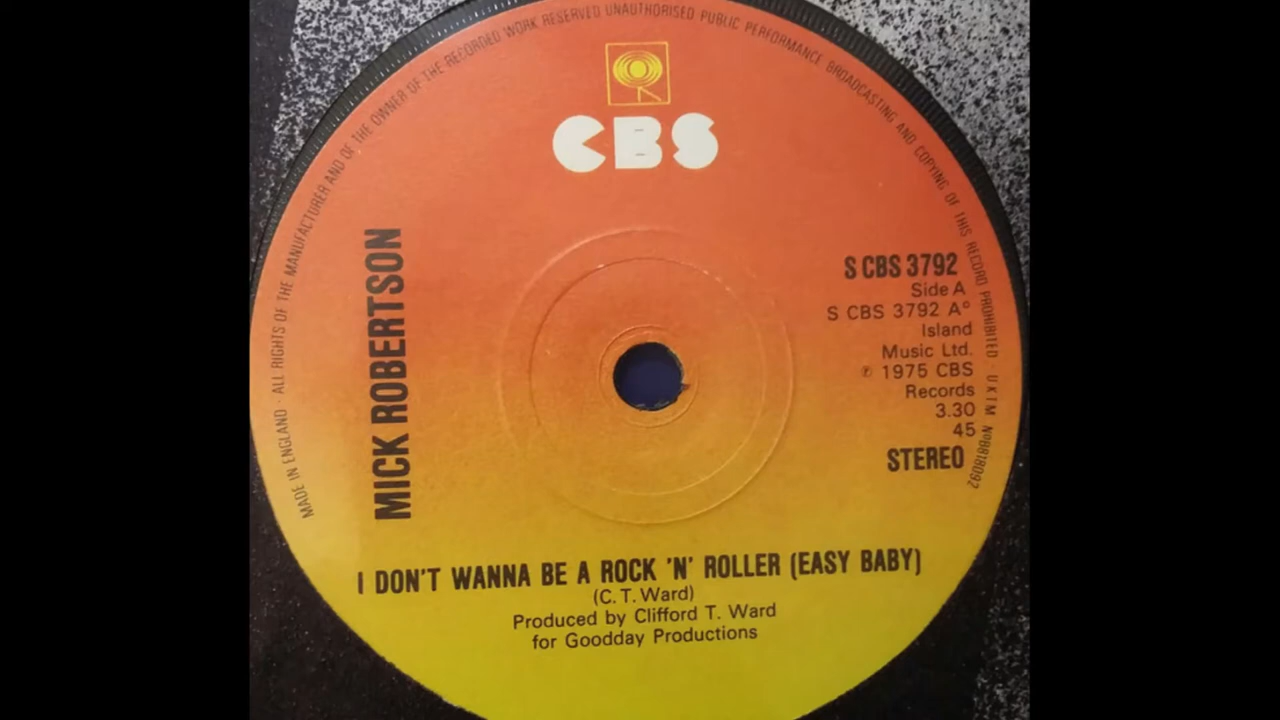 MADE IN ENGLAND · ALL RIGHTS OF THE MANUFACTURER AND OF THE OWNER OF THE RECORDED WORK RESERVED UNAUTHORISED PUBLIC PERFORMANCE BROADCASTING AND COPYING OF THIS RECORD PROHIBITED · UKTM No8818092
CBS
MICK ROBERTSON
S CBS 3792
Side A
S CBS 3792 Aº
Island
Music Ltd.
℗ 1975 CBS
Records
3.30
45
STEREO
I DON'T WANNA BE A ROCK 'N' ROLLER (EASY BABY)
(C. T. Ward)
Produced by Clifford T. Ward
for Goodday Productions